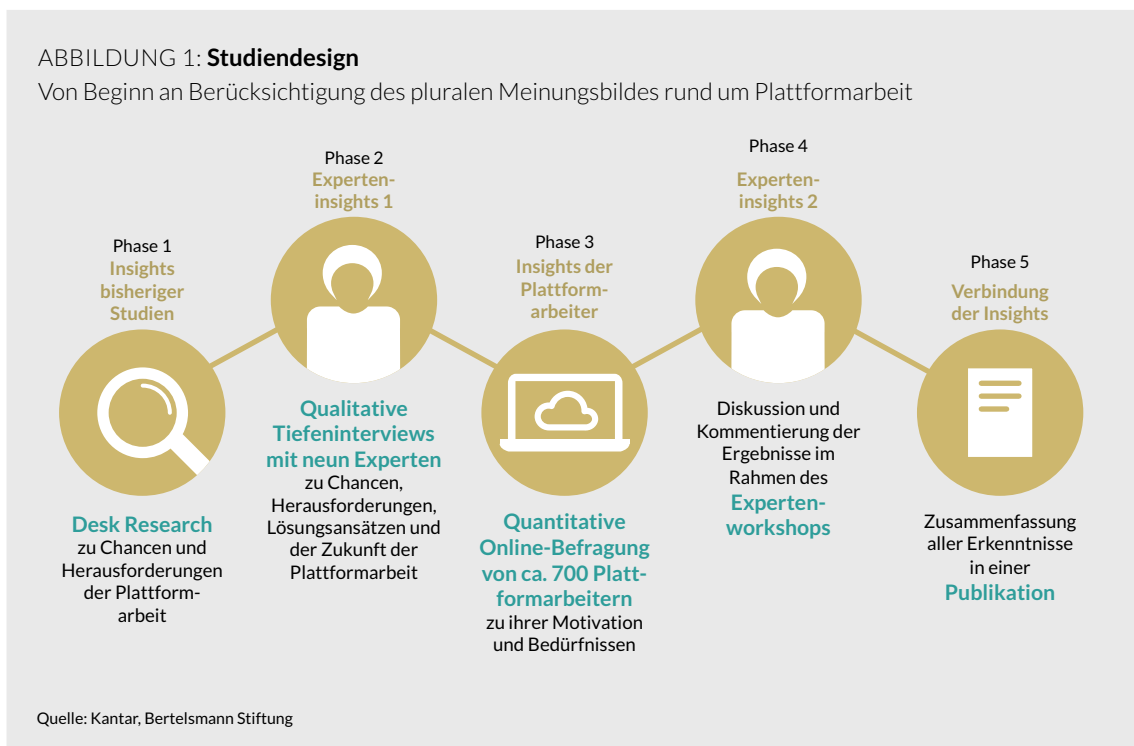 ABBILDUNG 1: Studiendesign
Von Beginn an Berücksichtigung des pluralen Meinungsbildes rund um Plattformarbeit
Phase 1
Insights
bisheriger
Studien
Desk Research
zu Chancen und
Herausforderungen
der Plattform-
arbeit
Phase 2
Experten-
insights 1
Qualitative
Tiefeninterviews
mit neun Experten
zu Chancen,
Herausforderungen,
Lösungsansätzen und
der Zukunft der
Plattformarbeit
Phase 3
Insights der
Plattform-
arbeiter
Quantitative
Online-Befragung
von ca. 700 Platt-
formarbeitern
zu ihrer Motivation
und Bedürfnissen
Phase 4
Experten-
insights 2
Diskussion und
Kommentierung der
Ergebnisse im
Rahmen des
Experten-
workshops
Phase 5
Verbindung
der Insights
Zusammenfassung
aller Erkenntnisse
in einer
Publikation
Quelle: Kantar, Bertelsmann Stiftung